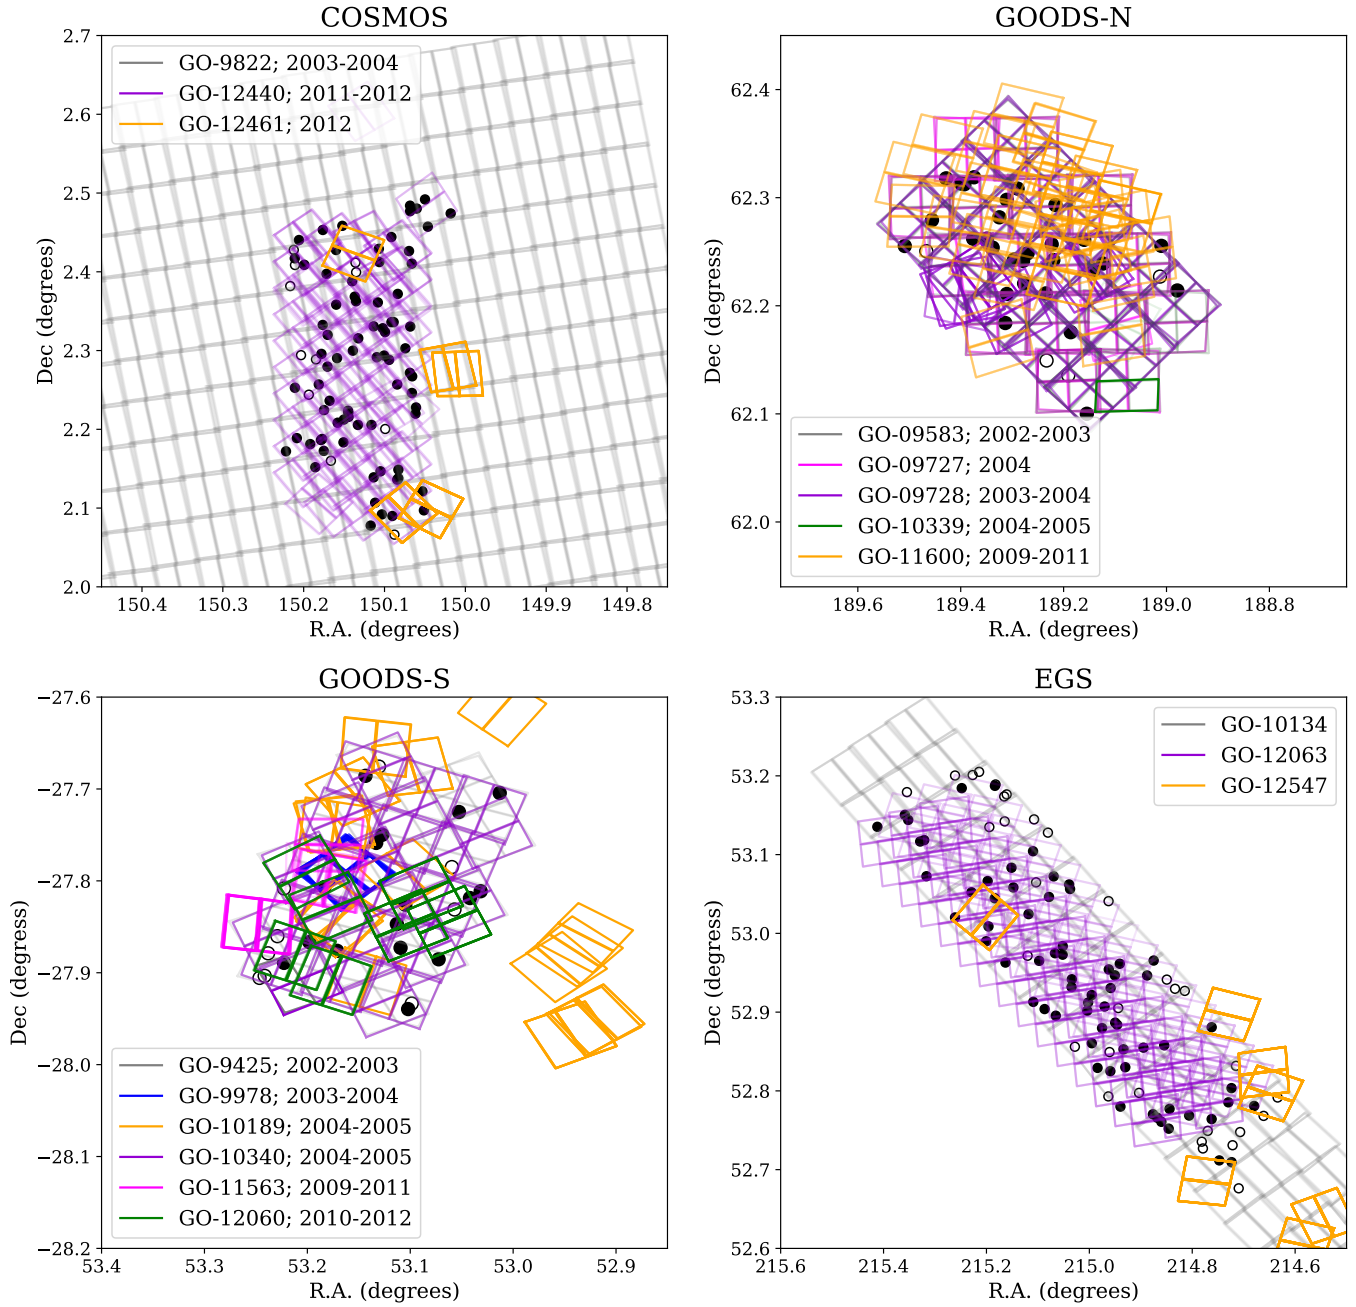 COSMOS
2.7
2.6
2.5
2.4
2.3
2.2
2.1
2.0
Dec (degrees)
GO-9822; 2003-2004
GO-12440; 2011-2012
GO-12461; 2012
150.4 150.3 150.2 150.1 150.0 149.9 149.8
R.A. (degrees)
GOODS-N
62.4
62.3
62.2
62.1
62.0
Dec (degress)
GO-09583; 2002-2003
GO-09727; 2004
GO-09728; 2003-2004
GO-10339; 2004-2005
GO-11600; 2009-2011
189.6 189.4 189.2 189.0 188.8
R.A. (degrees)
GOODS-S
−27.6
−27.7
−27.8
−27.9
−28.0
−28.1
−28.2
Dec (degress)
GO-9425; 2002-2003
GO-9978; 2003-2004
GO-10189; 2004-2005
GO-10340; 2004-2005
GO-11563; 2009-2011
GO-12060; 2010-2012
53.4 53.3 53.2 53.1 53.0 52.9
R.A. (degrees)
EGS
53.3
53.2
53.1
53.0
52.9
52.8
52.7
52.6
Dec (degress)
GO-10134
GO-12063
GO-12547
215.6 215.4 215.2 215.0 214.8 214.6
R.A. (degrees)